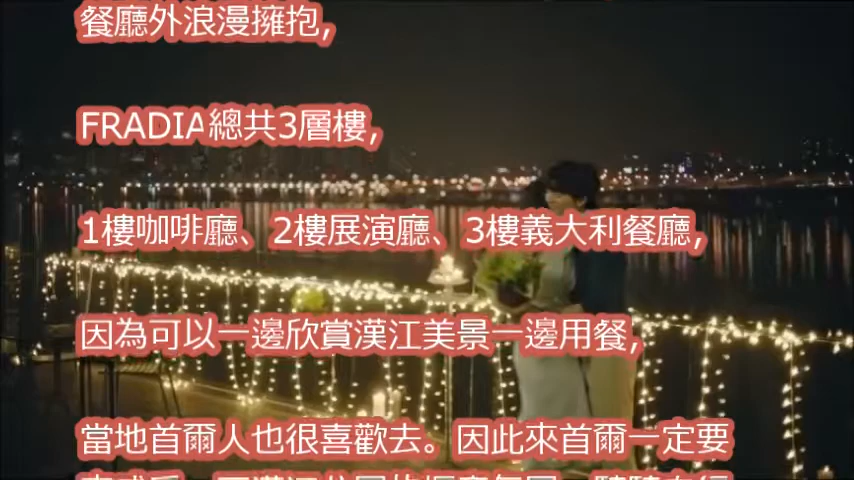 餐廳外浪漫擁抱,
FRADIA總共3層樓,
1樓咖啡廳、2樓展演廳、3樓義大利餐廳,
因為可以一邊欣賞漢江美景一邊用餐,
當地首爾人也很喜歡去。因此來首爾一定要